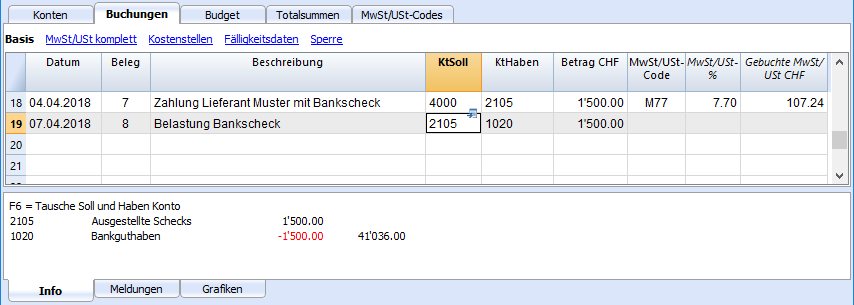 Konten Buchungen Budget Totalsummen MwSt/USt-Codes
Basis MwSt/USt komplett Kostenstellen Fälligkeitsdaten Sperre
Datum Beleg Beschreibung KtSoll KtHaben Betrag CHF MwSt/USt-Code MwSt/USt-% Gebuchte MwSt/USt CHF
18 04.04.2018 7 Zahlung Lieferant Muster mit Bankscheck 4000 2105 1'500.00 M77 7.70 107.24
19 07.04.2018 8 Belastung Bankscheck 2105 1020 1'500.00
20
21
F6 = Tausche Soll und Haben Konto
2105 Ausgestellte Schecks 1'500.00
1020 Bankguthaben -1'500.00 41'036.00
Info Meldungen Grafiken